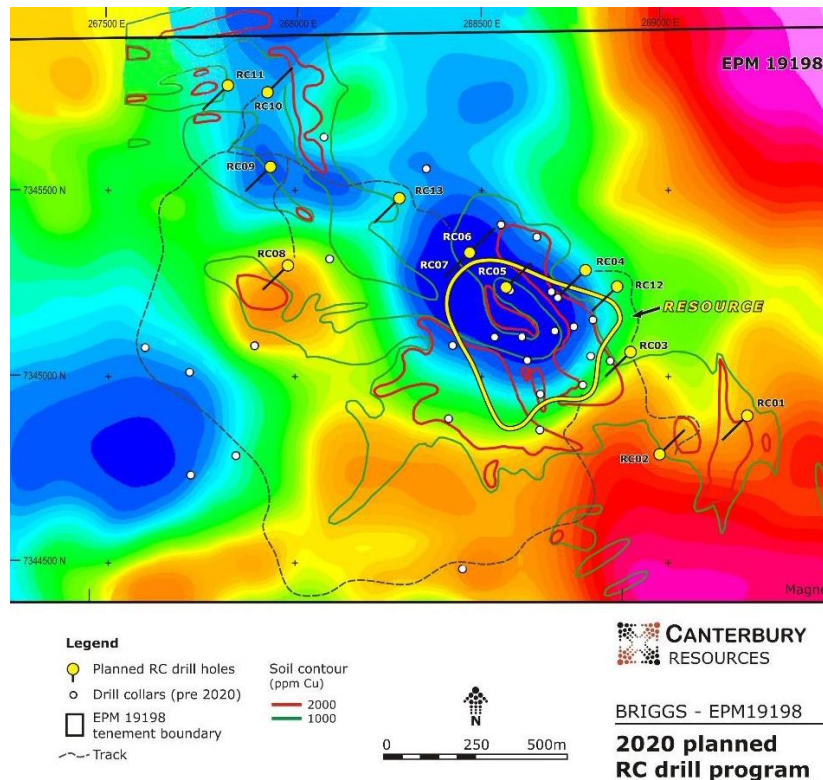 267500 E
268000 E
268500 E
269000 E
EPM 19198
RC11
RC10
RC09
7345500 N
RC13
RC06
RC04
RC07
RC05
RC12
RC08
RESOURCE
RC03
7345000 N
RC01
RC02
7344500 N
Magne
Legend
Planned RC drill holes
Drill collars (pre 2020)
EPM 19198
tenement boundary
Track
Soil contour
(ppm Cu)
2000
1000
N
0 250 500m
CANTERBURY
RESOURCES
BRIGGS - EPM19198
2020 planned
RC drill program